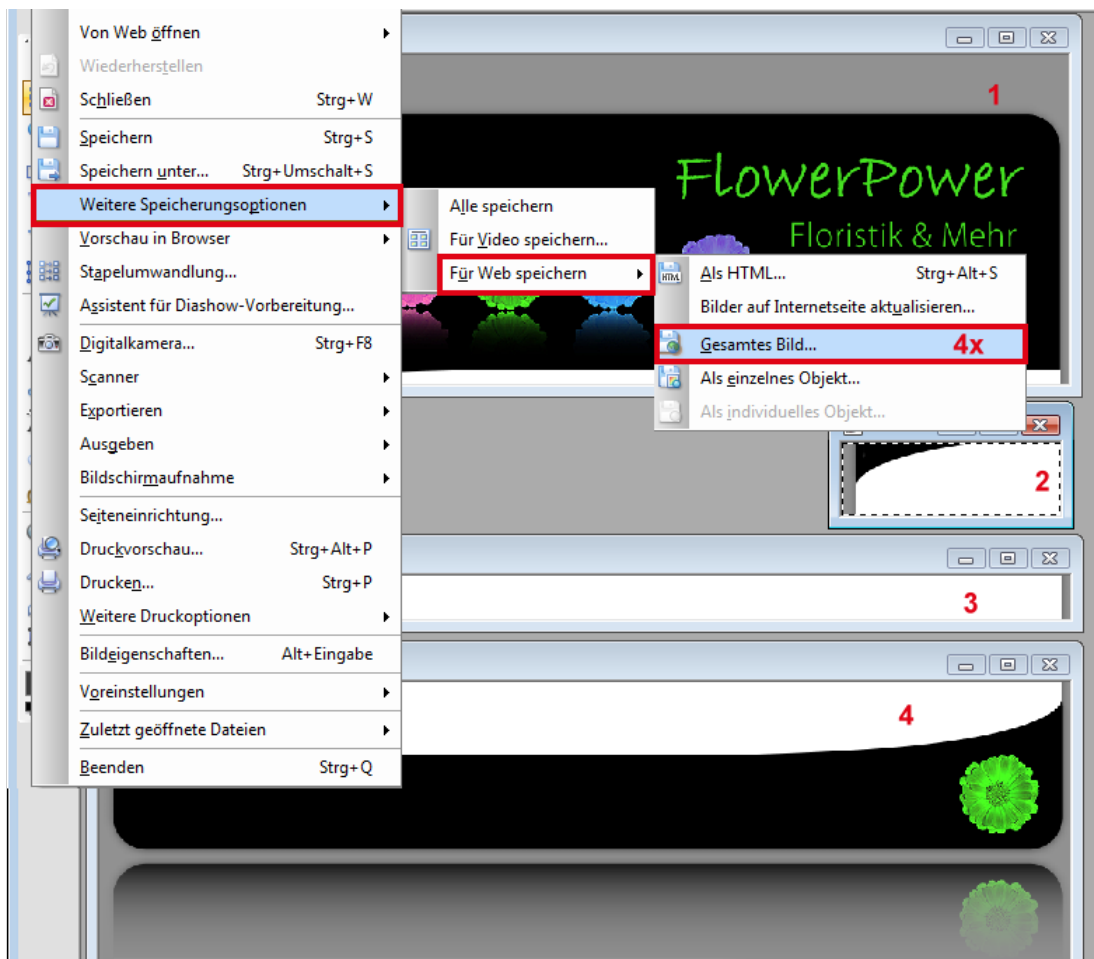 Von Web öffnen
Wiederherstellen
Schließen Strg+W
Speichern Strg+S
Speichern unter... Strg+Umschalt+S
Weitere Speicherungsoptionen
Vorschau in Browser
Stapelumwandlung...
Assistent für Diashow-Vorbereitung...
Digitalkamera... Strg+F8
Scanner
Exportieren
Ausgeben
Bildschirmaufnahme
Seiteneinrichtung...
Druckvorschau... Strg+Alt+P
Drucken... Strg+P
Weitere Druckoptionen
Bildeigenschaften... Alt+Eingabe
Voreinstellungen
Zuletzt geöffnete Dateien
Beenden Strg+Q
Alle speichern
Für Video speichern...
Für Web speichern
HTML Als HTML... Strg+Alt+S
Bilder auf Internetseite aktualisieren...
Gesamtes Bild... 4x
Als einzelnes Objekt...
Als individuelles Objekt...
1
FlowerPower
Floristik & Mehr
2
3
4